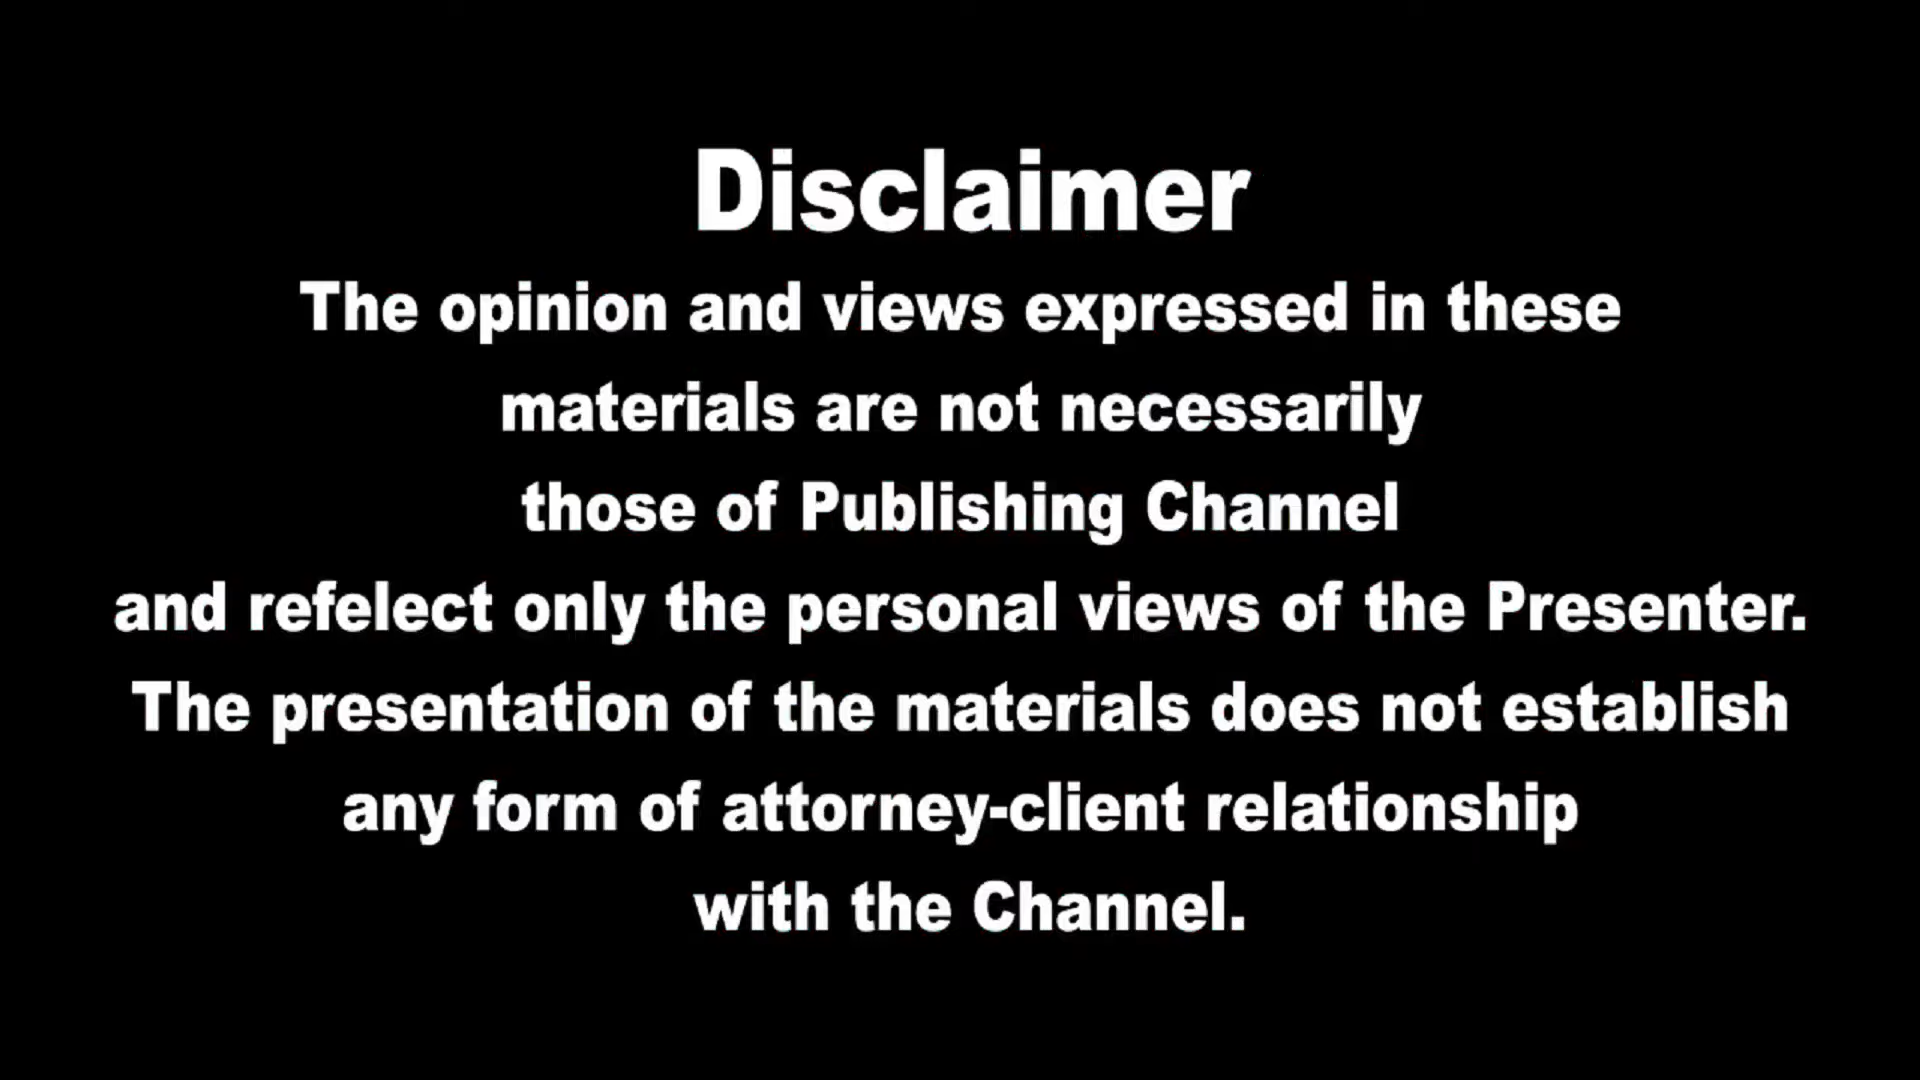 Disclaimer
The opinion and views expressed in these
materials are not necessarily
those of Publishing Channel
and refelect only the personal views of the Presenter.
The presentation of the materials does not establish
any form of attorney-client relationship
with the Channel.